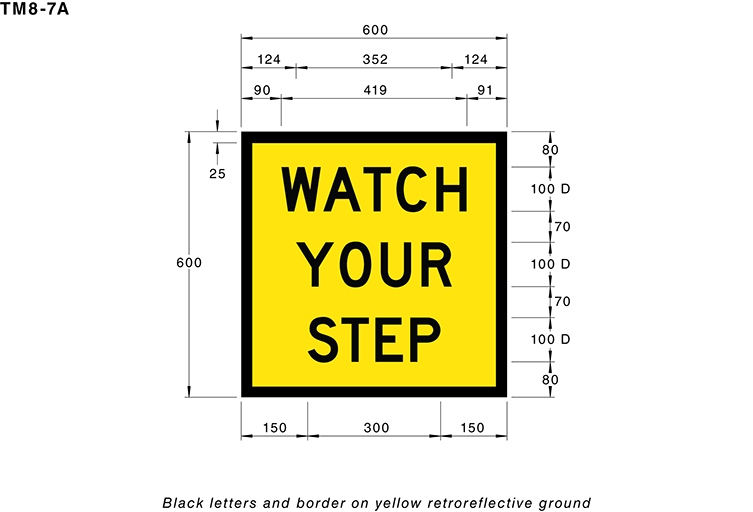 TM8-7A
600
124 352 124
90 419 91
25
80
WATCH
100 D
70
600
YOUR
100 D
70
STEP
100 D
80
150 300 150
Black letters and border on yellow retroreflective ground